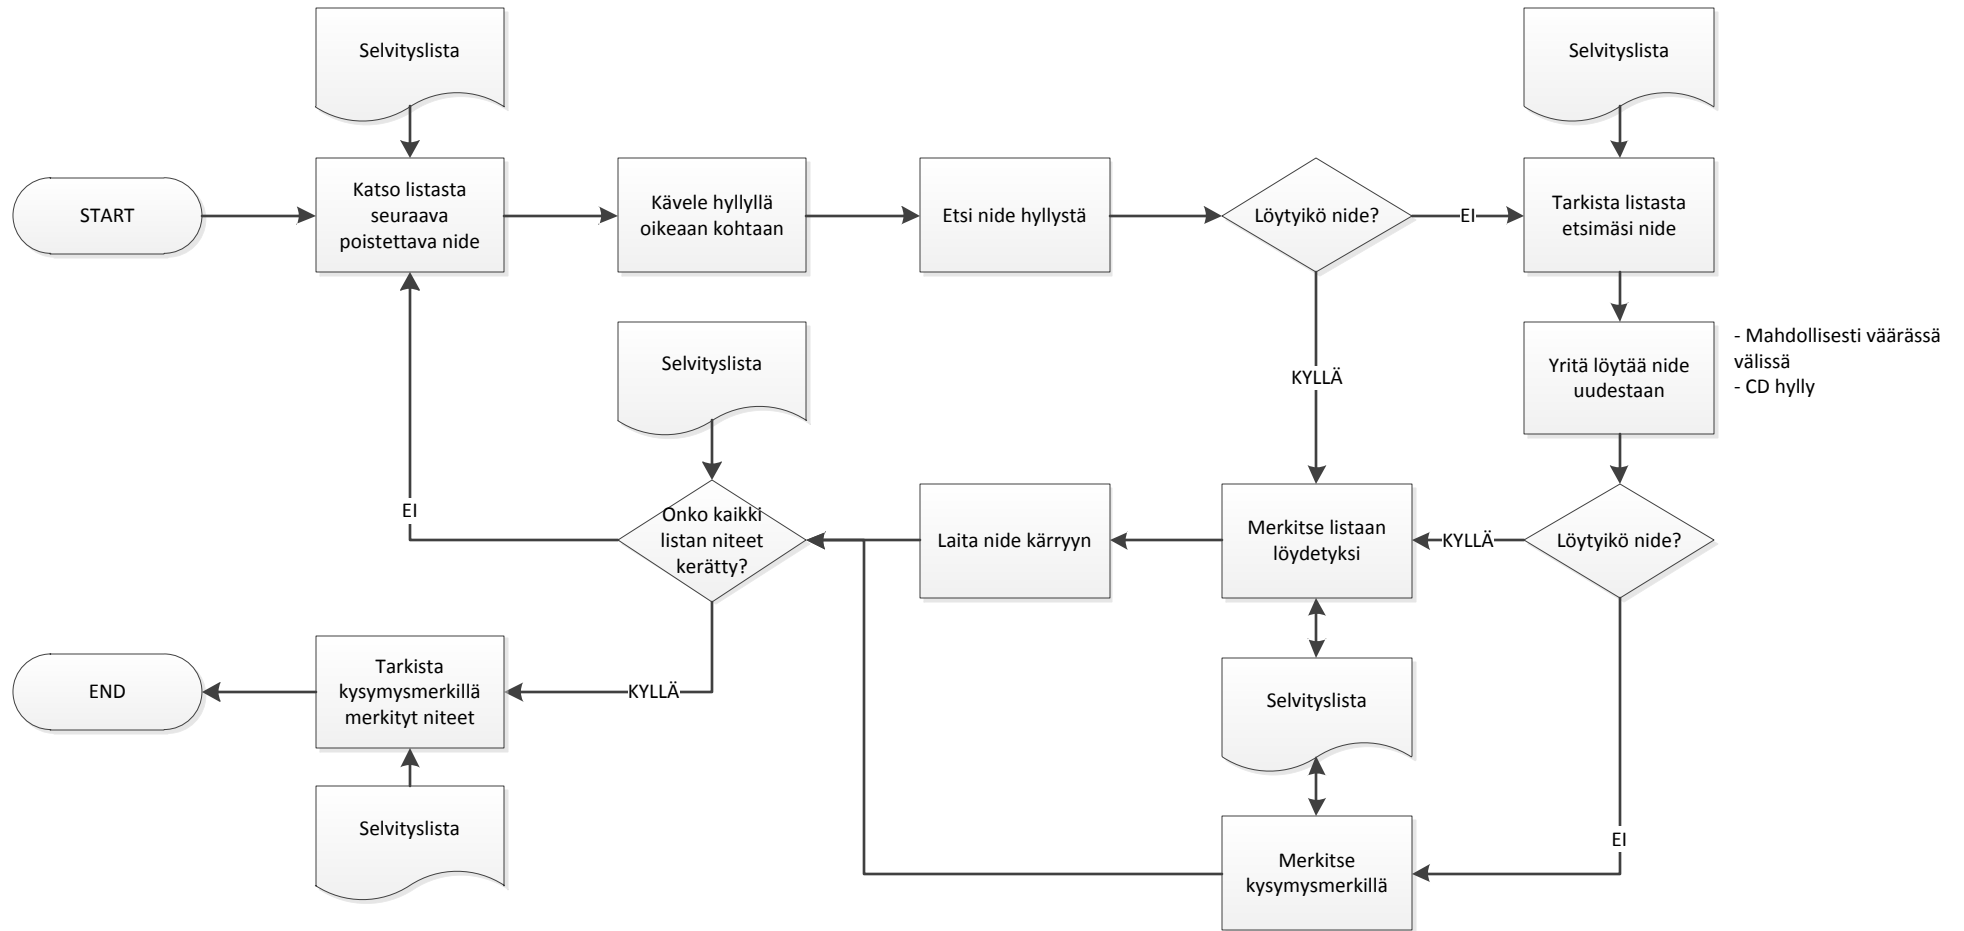 Selvityslista
Selvityslista
START
Katso listasta
seuraava
poistettava nide
Kävele hyllyllä
oikeaan kohtaan
Etsi nide hyllystä
Löytyikö nide?
EI
Tarkista listasta
etsimäsi nide
Selvityslista
KYLLÄ
Yritä löytää nide
uudestaan
- Mahdollisesti väärässä
välissä
- CD hylly
EI
Onko kaikki
listan niteet
kerätty?
Laita nide kärryyn
Merkitse listaan
löydetyksi
KYLLÄ
Löytyikö nide?
END
Tarkista
kysymysmerkillä
merkityt niteet
KYLLÄ
Selvityslista
Selvityslista
EI
Merkitse
kysymysmerkillä